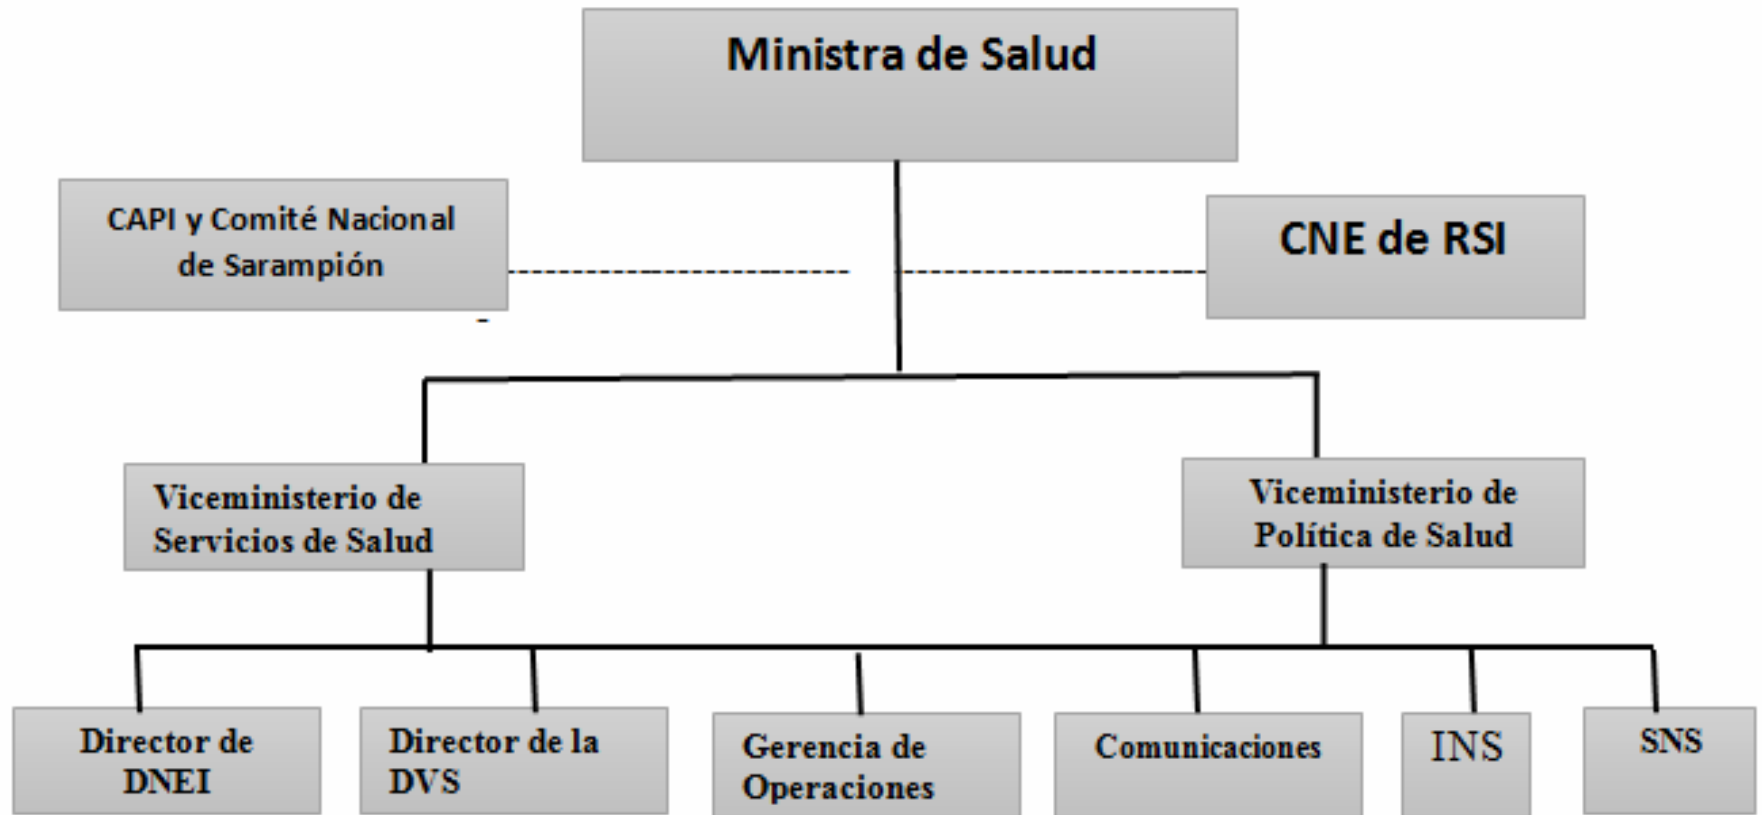 Ministra de Salud
CAPI y Comité Nacional
de Sarampión
CNE de RSI
Viceministerio de
Servicios de Salud
Viceministerio de
Política de Salud
Director de
DNEI
Director de la
DVS
Gerencia de
Operaciones
Comunicaciones
INS
SNS